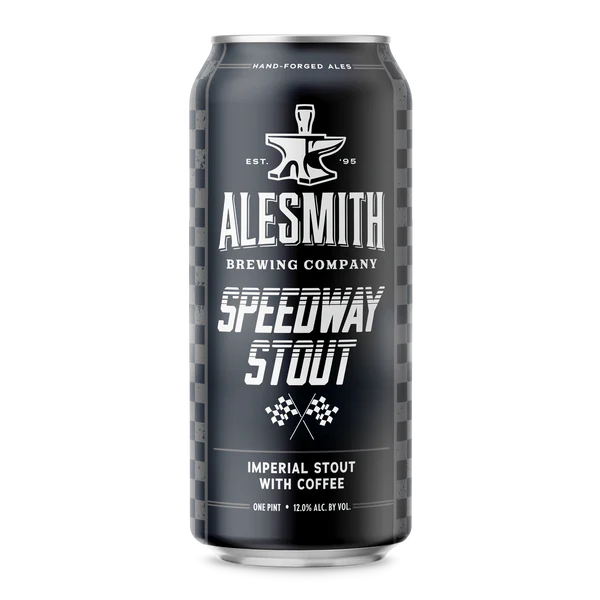 HAND-FORGED ALES
EST. '95
ALESMITH
BREWING COMPANY
SPEEDWAY
STOUT
IMPERIAL STOUT
WITH COFFEE
ONE PINT • 12.0% ALC. BY VOL.